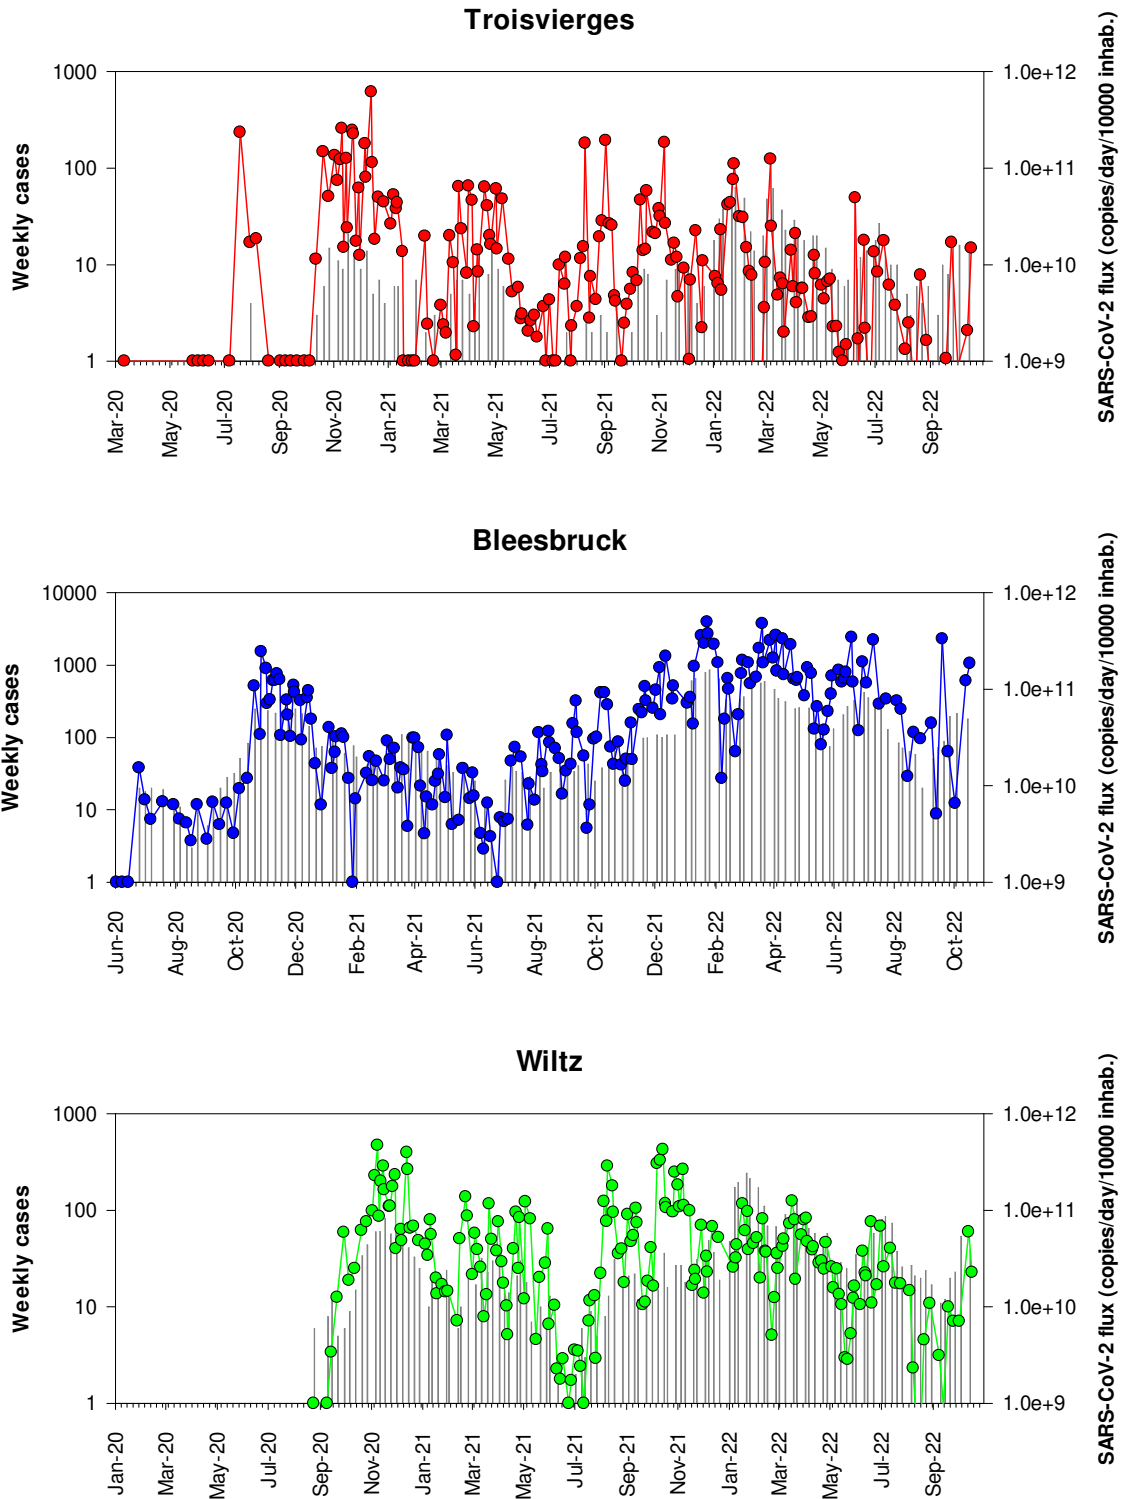 Troisvierges
Weekly cases
SARS-CoV-2 flux (copies/day/10000 inhab.)
1000
100
10
1
1.0e+12
1.0e+11
1.0e+10
1.0e+9
Mar-20
May-20
Jul-20
Sep-20
Nov-20
Jan-21
Mar-21
May-21
Jul-21
Sep-21
Nov-21
Jan-22
Mar-22
May-22
Jul-22
Sep-22
Bleesbruck
Weekly cases
SARS-CoV-2 flux (copies/day/10000 inhab.)
10000
1000
100
10
1
1.0e+12
1.0e+11
1.0e+10
1.0e+9
Jun-20
Aug-20
Oct-20
Dec-20
Feb-21
Apr-21
Jun-21
Aug-21
Oct-21
Dec-21
Feb-22
Apr-22
Jun-22
Aug-22
Oct-22
Wiltz
Weekly cases
SARS-CoV-2 flux (copies/day/10000 inhab.)
1000
100
10
1
1.0e+12
1.0e+11
1.0e+10
1.0e+9
Jan-20
Mar-20
May-20
Jul-20
Sep-20
Nov-20
Jan-21
Mar-21
May-21
Jul-21
Sep-21
Nov-21
Jan-22
Mar-22
May-22
Jul-22
Sep-22